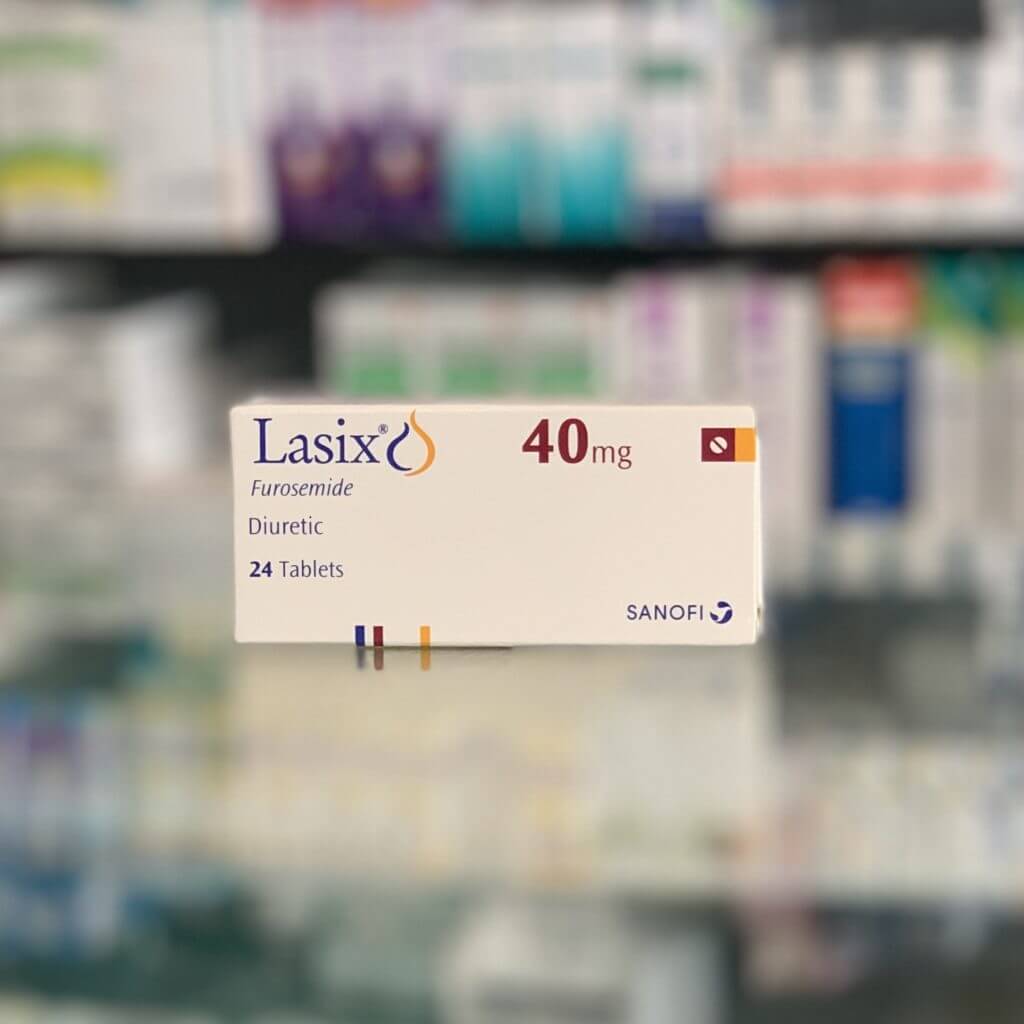 Lasix® 40mg
Furosemide
Diuretic
24 Tablets
SANOFI